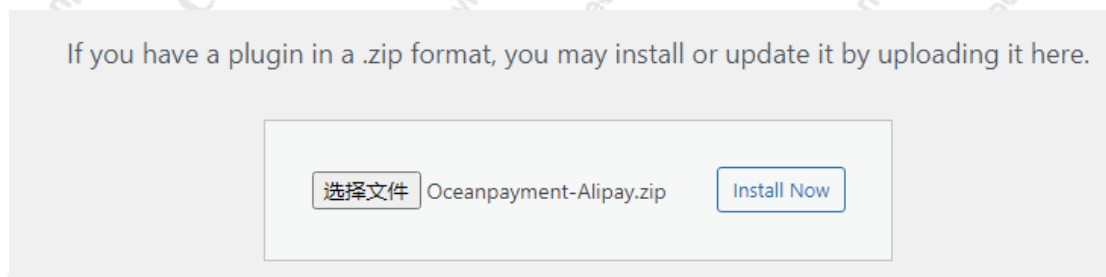 If you have a plugin in a .zip format, you may install or update it by uploading it here.
选择文件 Oceanpayment-Alipay.zip Install Now